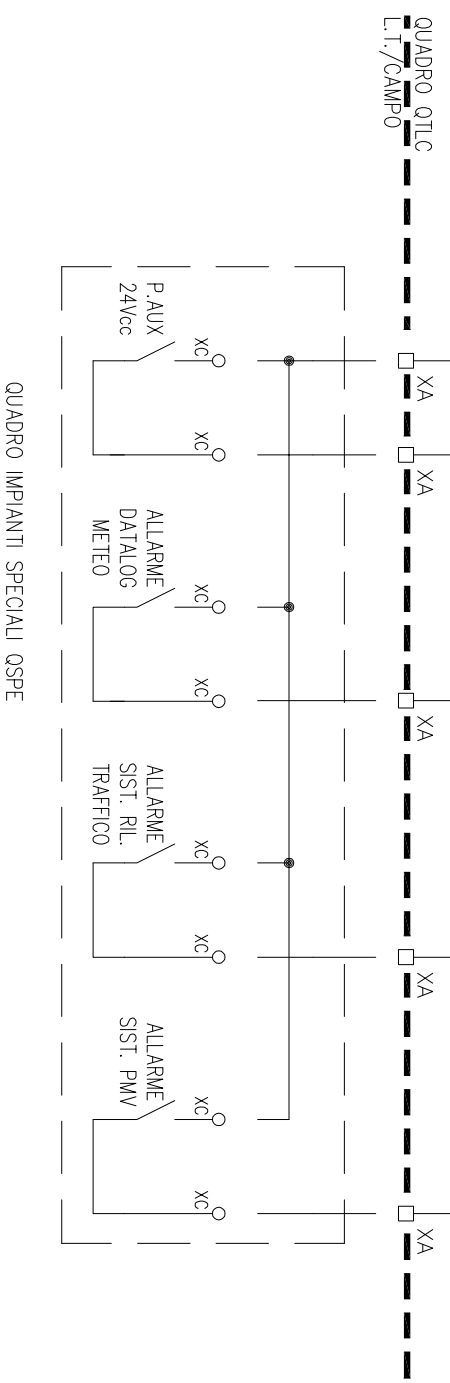 QUADRO QTLC
L.T./CAMPO
XA
XA
XA
XA
XA
P.AUX
24Vcc
XC
XC
ALLARME
DATALOG
METEO
XC
XC
ALLARME
SIST. RIL.
TRAFFICO
XC
XC
ALLARME
SIST. PMV
XC
XC
QUADRO IMPIANTI SPECIALI QSPE